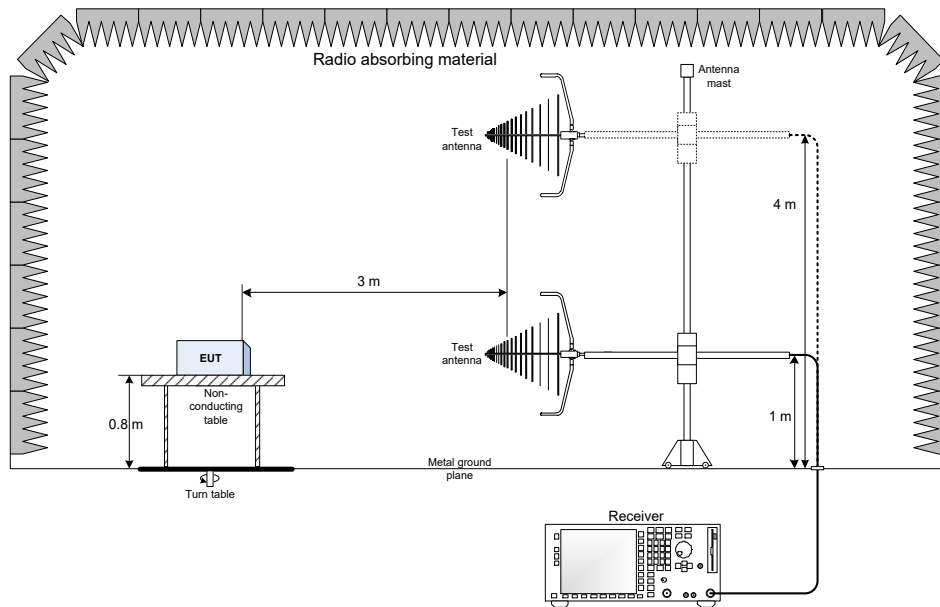 Radio absorbing material
Antenna
mast
Test
antenna
4 m
3 m
Test
antenna
EUT
Non-
conducting
table
0.8 m
1 m
Metal ground
plane
Turn table
Receiver